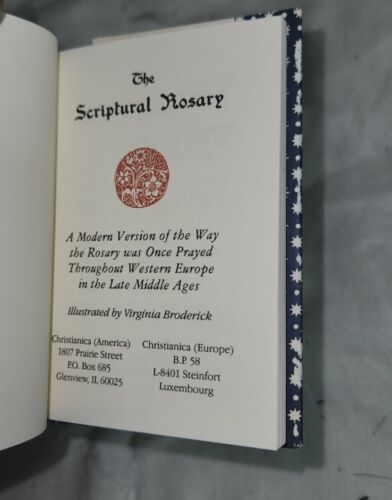 The
Scriptural Rosary
A Modern Version of the Way
the Rosary was Once Prayed
Throughout Western Europe
in the Late Middle Ages
Illustrated by Virginia Broderick
Christianica (America)
1807 Prairie Street
P.O. Box 685
Glenview, IL 60025
Christianica (Europe)
B.P. 58
L-8401 Steinfort
Luxembourg